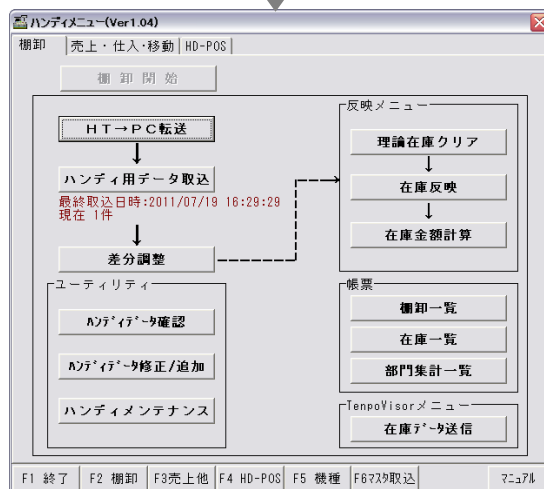 ハンディメニュー(Ver1.04)
棚卸 売上・仕入・移動 HD-POS
棚 卸 開 始
HT→PC転送
ハンディ用データ取込
最終取込日時:2011/07/19 16:29:29
現在 1件
差分調整
ユーティリティ
ﾊﾝﾃﾞｨﾃﾞｰﾀ確認
ﾊﾝﾃﾞｨﾃﾞｰﾀ修正/追加
ハンディメンテナンス
反映メニュー
理論在庫クリア
在庫反映
在庫金額計算
帳票
棚卸一覧
在庫一覧
部門集計一覧
TenpoVisorメニュー
在庫ﾃﾞｰﾀ送信
F1 終了 F2 棚卸 F3売上他 F4 HD-POS F5 機種 F6ﾏｽﾀ取込 ﾏﾆｭｱﾙ